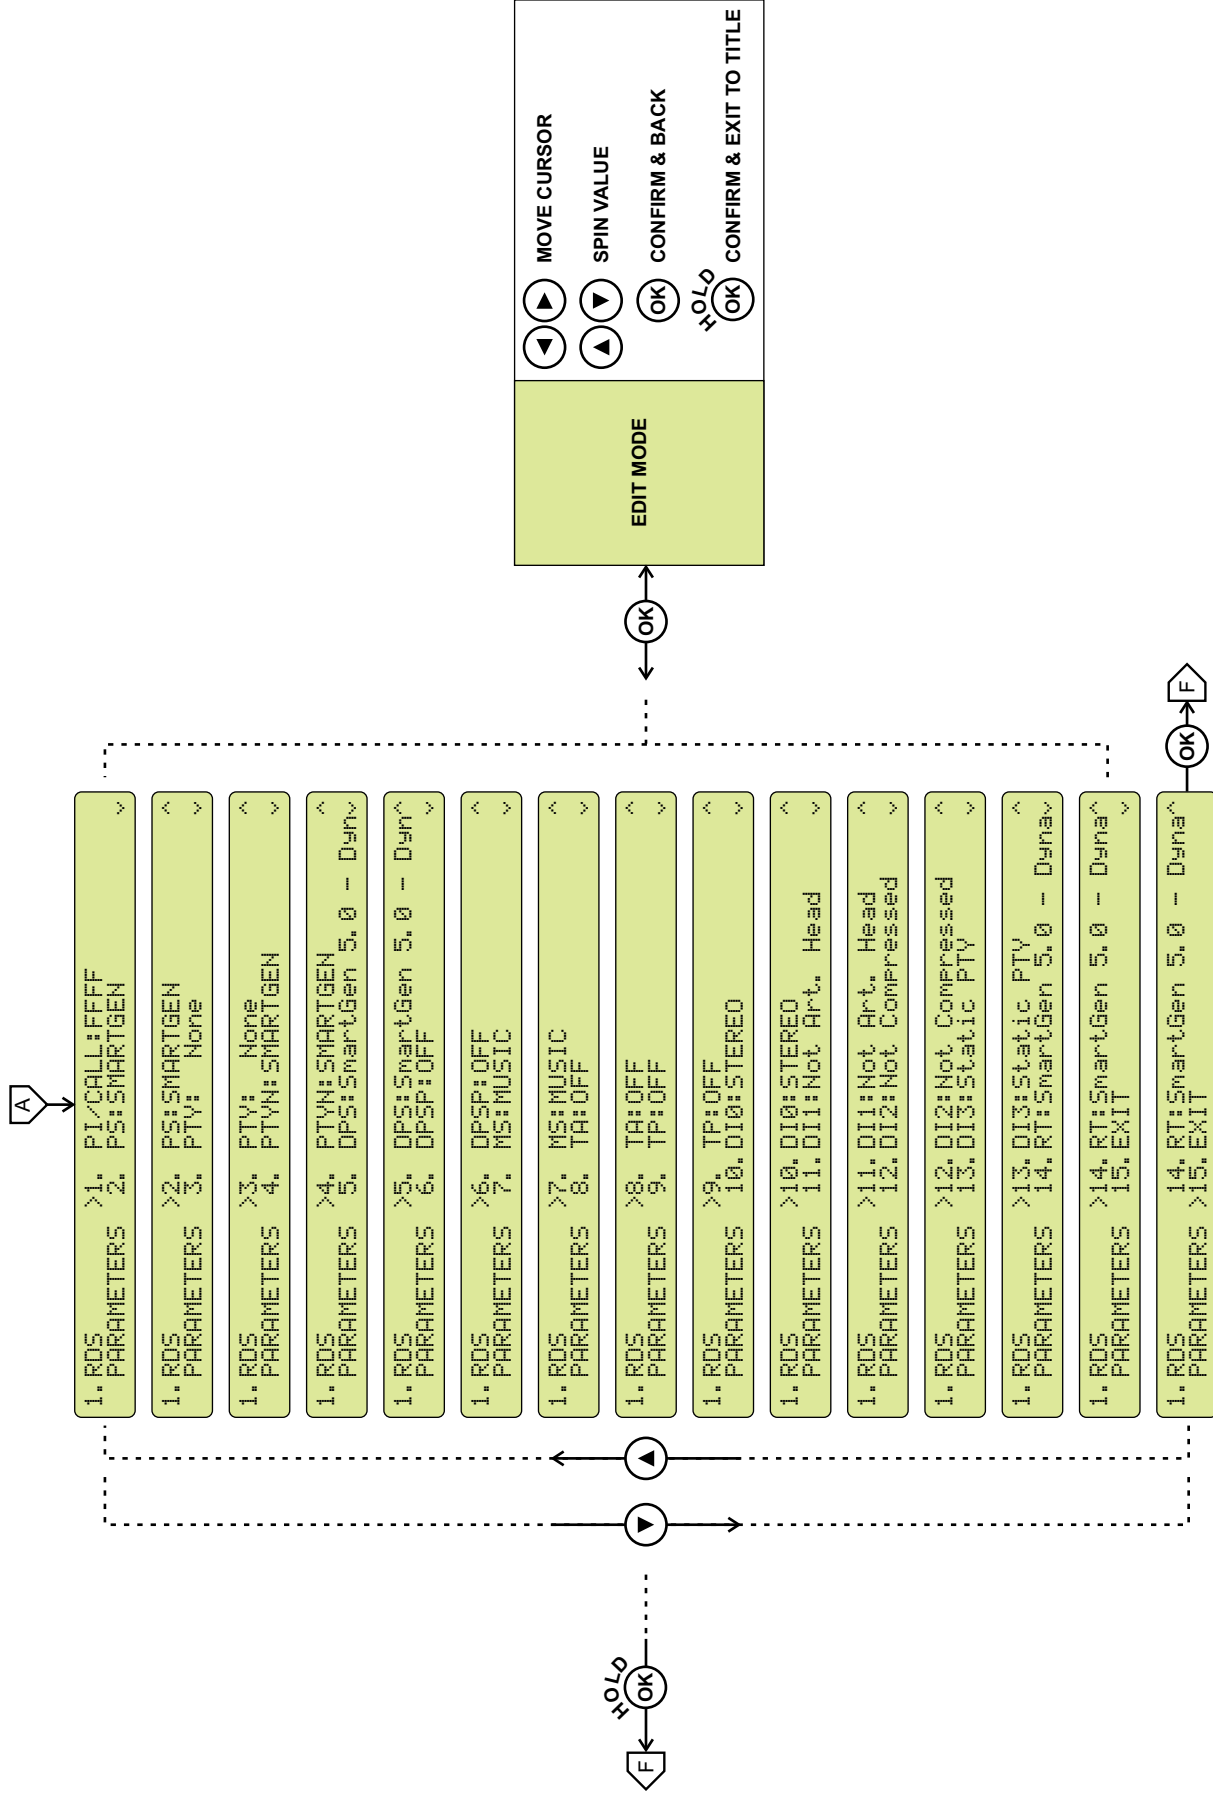 A
1. RDS >1. PI/CALL:FFFF
PARAMETERS 2. PS:SMARTGEN v
1. RDS >2. PS:SMARTGEN ^
PARAMETERS 3. PTY: None v
1. RDS >3. PTY: None ^
PARAMETERS 4. PTYN:SMARTGEN v
1. RDS >4. PTYN:SMARTGEN ^
PARAMETERS 5. DPS:SmartGen 5.0 - Dynv
1. RDS >5. DPS:SmartGen 5.0 - Dyn^
PARAMETERS 6. DPSP:OFF v
1. RDS >6. DPSP:OFF ^
PARAMETERS 7. MS:MUSIC v
1. RDS >7. MS:MUSIC ^
PARAMETERS 8. TA:OFF v
1. RDS >8. TA:OFF ^
PARAMETERS 9. TP:OFF v
1. RDS >9. TP:OFF ^
PARAMETERS 10. DI0:STEREO v
1. RDS >10. DI0:STEREO ^
PARAMETERS 11. DI1:Not Art. Head v
1. RDS >11. DI1:Not Art. Head ^
PARAMETERS 12. DI2:Not Compressed v
1. RDS >12. DI2:Not Compressed ^
PARAMETERS 13. DI3:Static PTY v
1. RDS >13. DI3:Static PTY ^
PARAMETERS 14. RT:SmartGen 5.0 - Dynav
1. RDS >14. RT:SmartGen 5.0 - Dyna^
PARAMETERS 15. EXIT v
1. RDS 14. RT:SmartGen 5.0 - Dyna^
PARAMETERS >15. EXIT
OK
F
HOLD
OK
F
OK
EDIT MODE
MOVE CURSOR
SPIN VALUE
OK CONFIRM & BACK
HOLD
OK CONFIRM & EXIT TO TITLE